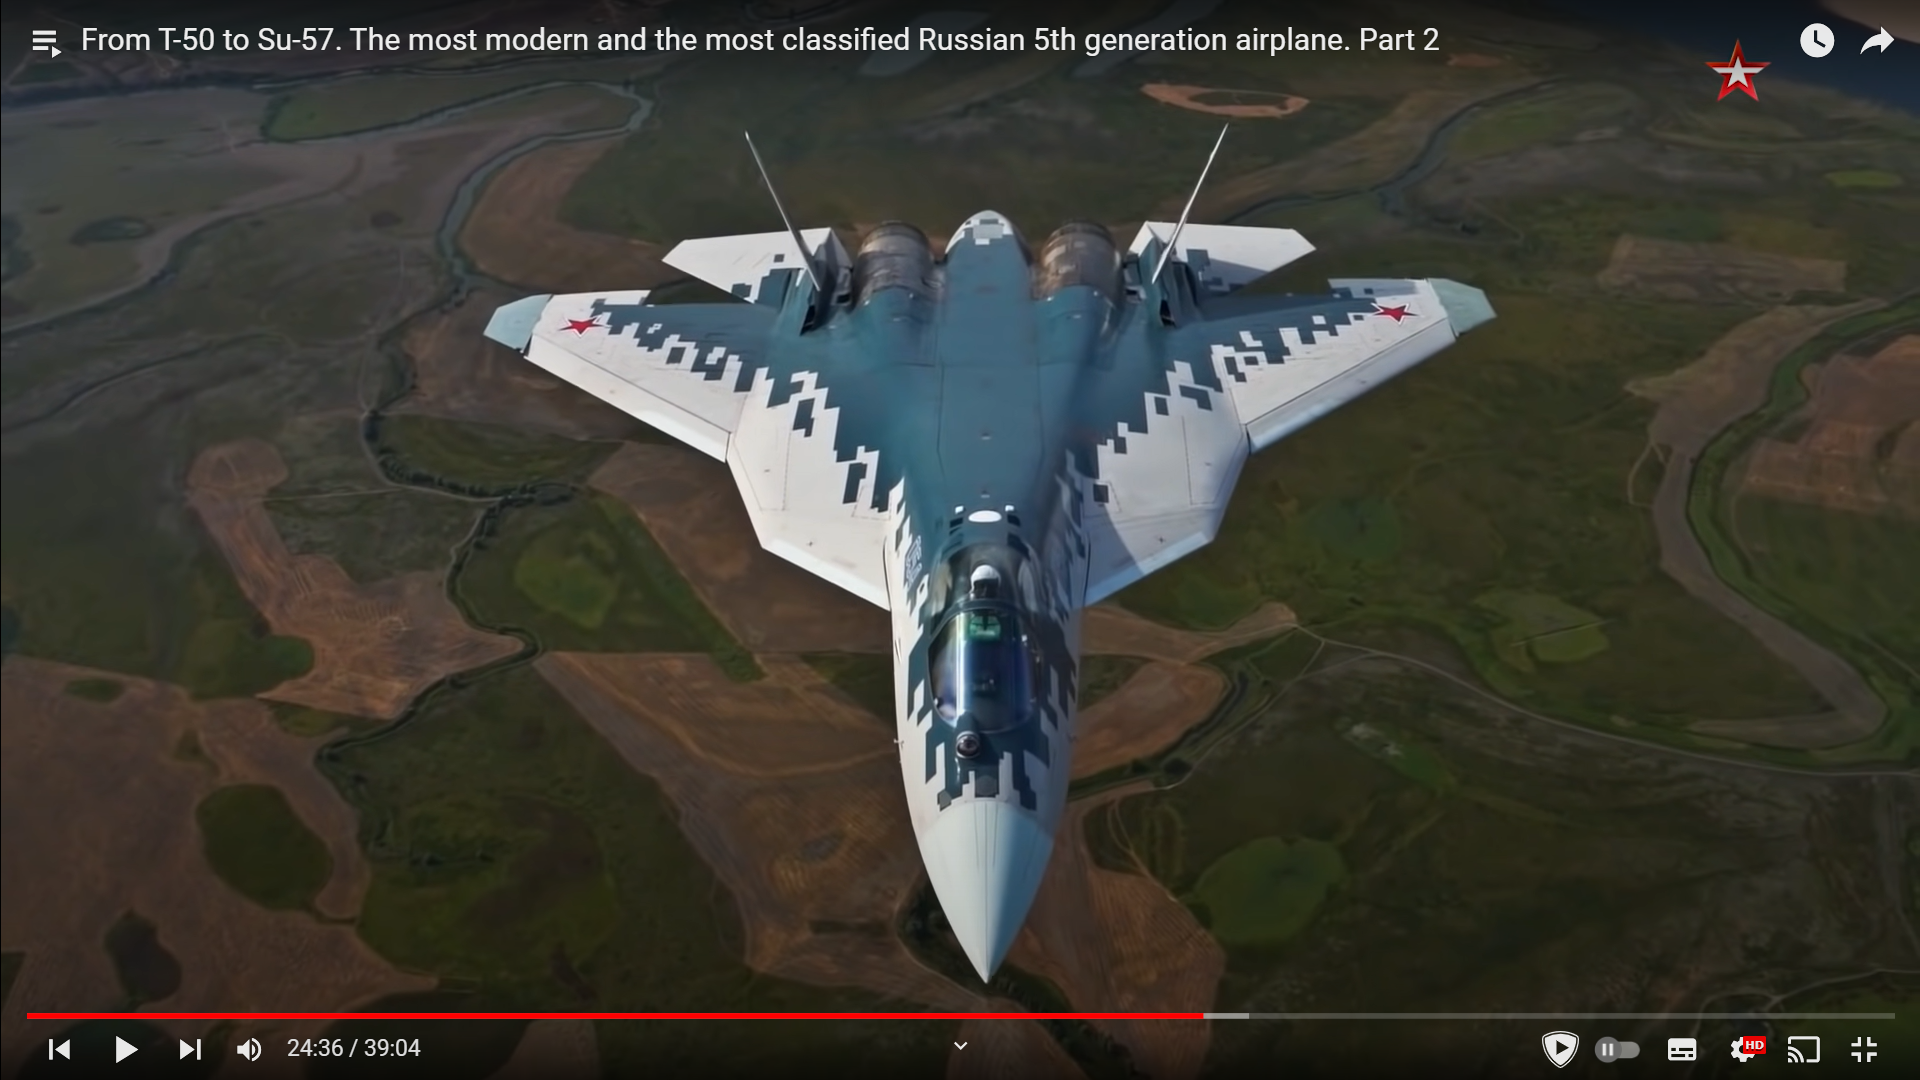 From T-50 to Su-57. The most modern and the most classified Russian 5th generation airplane. Part 2
24:36 / 39:04
HD